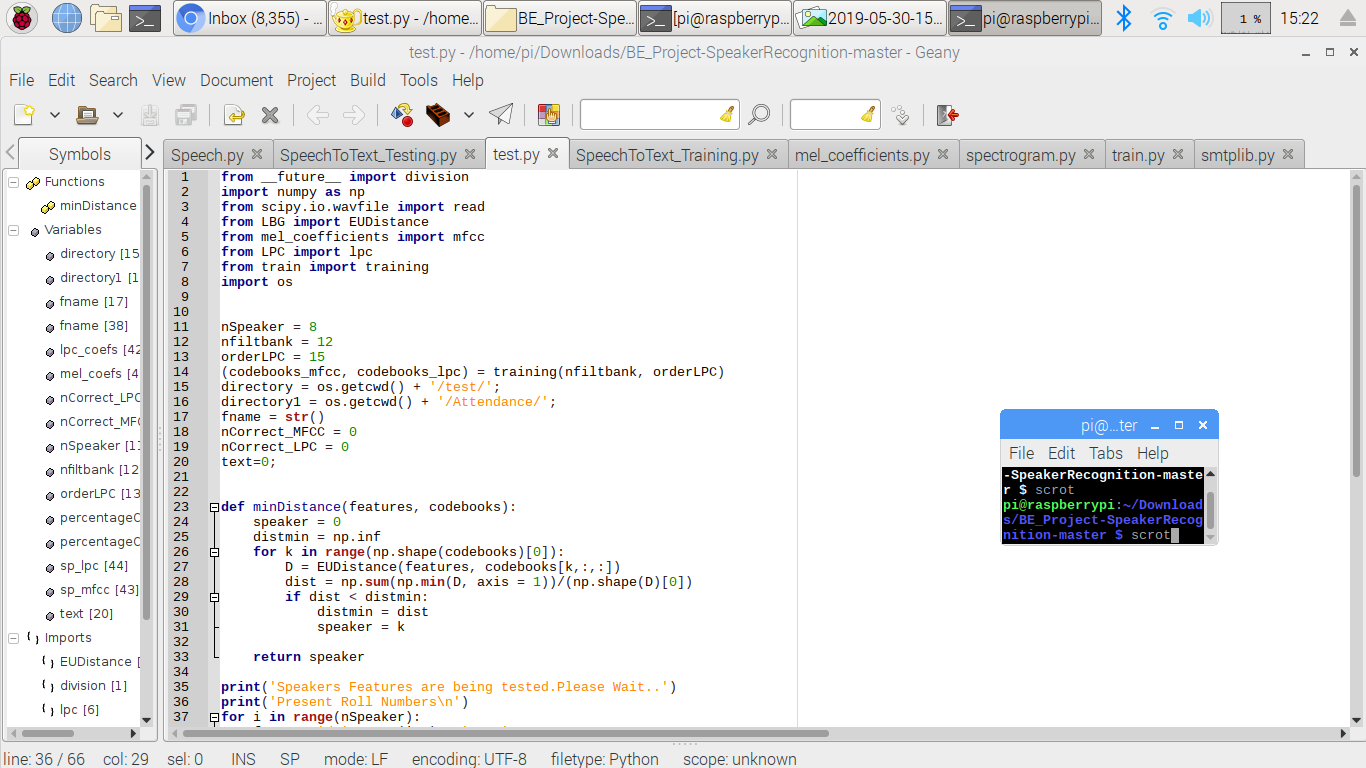 Inbox (8,355) - ...
test.py - /home...
BE_Project-Spe...
[pi@raspberryp...
2019-05-30-15...
pi@raspberrypi...
1 %
15:22
test.py - /home/pi/Downloads/BE_Project-SpeakerRecognition-master - Geany
File Edit Search View Document Project Build Tools Help
Symbols
Speech.py SpeechToText_Testing.py test.py SpeechToText_Training.py mel_coefficients.py spectrogram.py train.py smtplib.py
Functions
minDistance
Variables
directory [15
directory1 [1
fname [17]
fname [38]
lpc_coefs [42
mel_coefs [4
nCorrect_LPC
nCorrect_MFC
nSpeaker [11
nfiltbank [12
orderLPC [13
percentageC
percentageC
sp_lpc [44]
sp_mfcc [43]
text [20]
Imports
EUDistance [
division [1]
lpc [6]
1 from __future__ import division
2 import numpy as np
3 from scipy.io.wavfile import read
4 from LBG import EUDistance
5 from mel_coefficients import mfcc
6 from LPC import lpc
7 from train import training
8 import os
9
10
11 nSpeaker = 8
12 nfiltbank = 12
13 orderLPC = 15
14 (codebooks_mfcc, codebooks_lpc) = training(nfiltbank, orderLPC)
15 directory = os.getcwd() + '/test/';
16 directory1 = os.getcwd() + '/Attendance/';
17 fname = str()
18 nCorrect_MFCC = 0
19 nCorrect_LPC = 0
20 text=0;
21
22
23 def minDistance(features, codebooks):
24 speaker = 0
25 distmin = np.inf
26 for k in range(np.shape(codebooks)[0]):
27 D = EUDistance(features, codebooks[k,:,:])
28 dist = np.sum(np.min(D, axis = 1))/(np.shape(D)[0])
29 if dist < distmin:
30 distmin = dist
31 speaker = k
32
33 return speaker
34
35 print('Speakers Features are being tested.Please Wait..')
36 print('Present Roll Numbers\n')
37 for i in range(nSpeaker):
pi@...ter
File Edit Tabs Help
-SpeakerRecognition-maste
r $ scrot
pi@raspberrypi:~/Download
s/BE_Project-SpeakerRecog
nition-master $ scrot
line: 36 / 66 col: 29 sel: 0 INS SP mode: LF encoding: UTF-8 filetype: Python scope: unknown